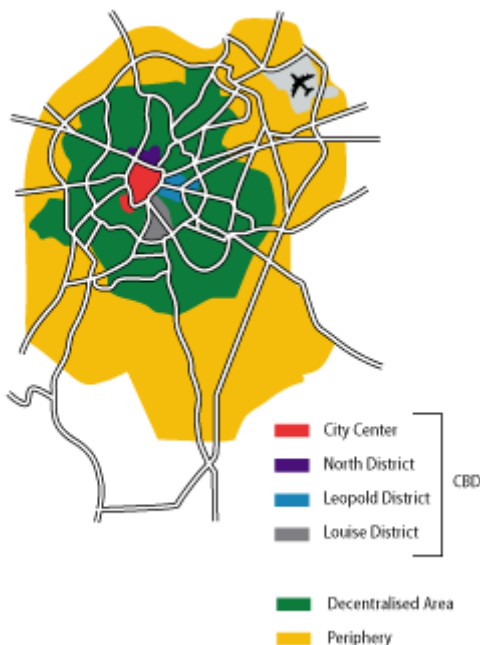 City Center
North District
CBD
Leopold District
Louise District
Decentralised Area
Periphery